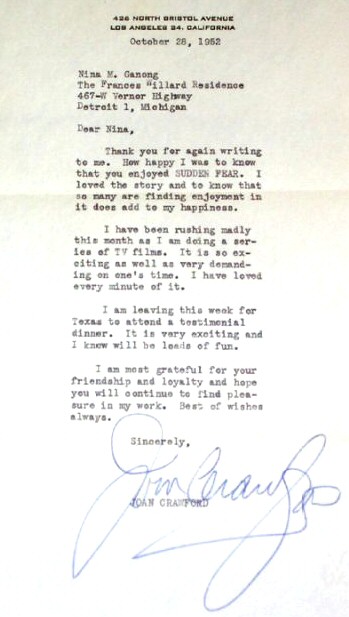 426 NORTH BRISTOL AVENUE
LOS ANGELES 24, CALIFORNIA
October 28, 1952
Nina M. Ganong
The Frances Willard Residence
467-W Vernor Highway
Detroit 1, Michigan
Dear Nina,
Thank you for again writing
to me. How happy I was to know
that you enjoyed SUDDEN FEAR. I
loved the story and to know that
so many are finding enjoyment in
it does add to my happiness.
I have been rushing madly
this month as I am doing a ser-
ies of TV films. It is so ex-
citing as well as very demand-
ing on one's time. I have loved
every minute of it.
I am leaving this week for
Texas to attend a testimonial
dinner. It is very exciting and
I know will be loads of fun.
I am most grateful for your
friendship and loyalty and hope
you will continue to find plea-
sure in my work. Best of wishes
always.
Sincerely,
Joan Crawford
JOAN CRAWFORD